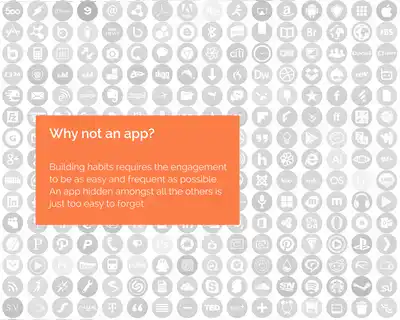 Why not an app?
Building habits requires the engagement
to be as easy and frequent as possible.
An app hidden amongst all the others is
just too easy to forget